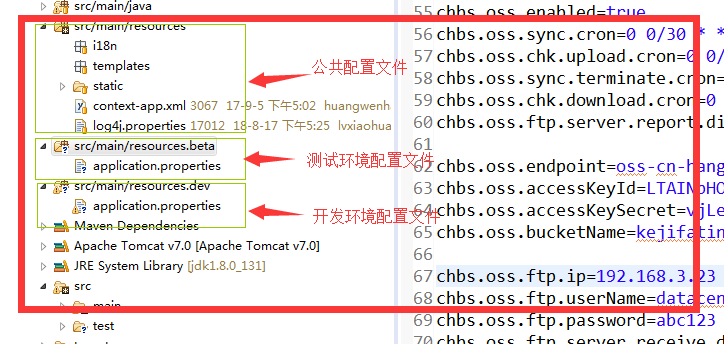 src/main/java
src/main/resources
i18n
templates
static
context-app.xml 3067 17-9-5 下午5:02 huangwenh
log4j.properties 17012 18-8-17 下午5:25 lvxiaohua
src/main/resources.beta
application.properties
src/main/resources.dev
application.properties
Maven Dependencies
Apache Tomcat v7.0 [Apache Tomcat v7.0]
JRE System Library [jdk1.8.0_131]
src
main
test
公共配置文件
测试环境配置文件
开发环境配置文件
55 chbs.oss.enabled=true
56 chbs.oss.sync.cron=0 0/30 * *
57 chbs.oss.chk.upload.cron=0 0/
58 chbs.oss.sync.terminate.cron=
59 chbs.oss.chk.download.cron=0
60 chbs.oss.ftp.server.report.di
61
62 chbs.oss.endpoint=oss-cn-hang
63 chbs.oss.accessKeyId=LTAINpHO
64 chbs.oss.accessKeySecret=vjLe
65 chbs.oss.bucketName=kejifatin
66
67 chbs.oss.ftp.ip=192.168.3.23
68 chbs.oss.ftp.userName=datacen
69 chbs.oss.ftp.password=abc123
70 chbs.oss.ftp.server.receive.d